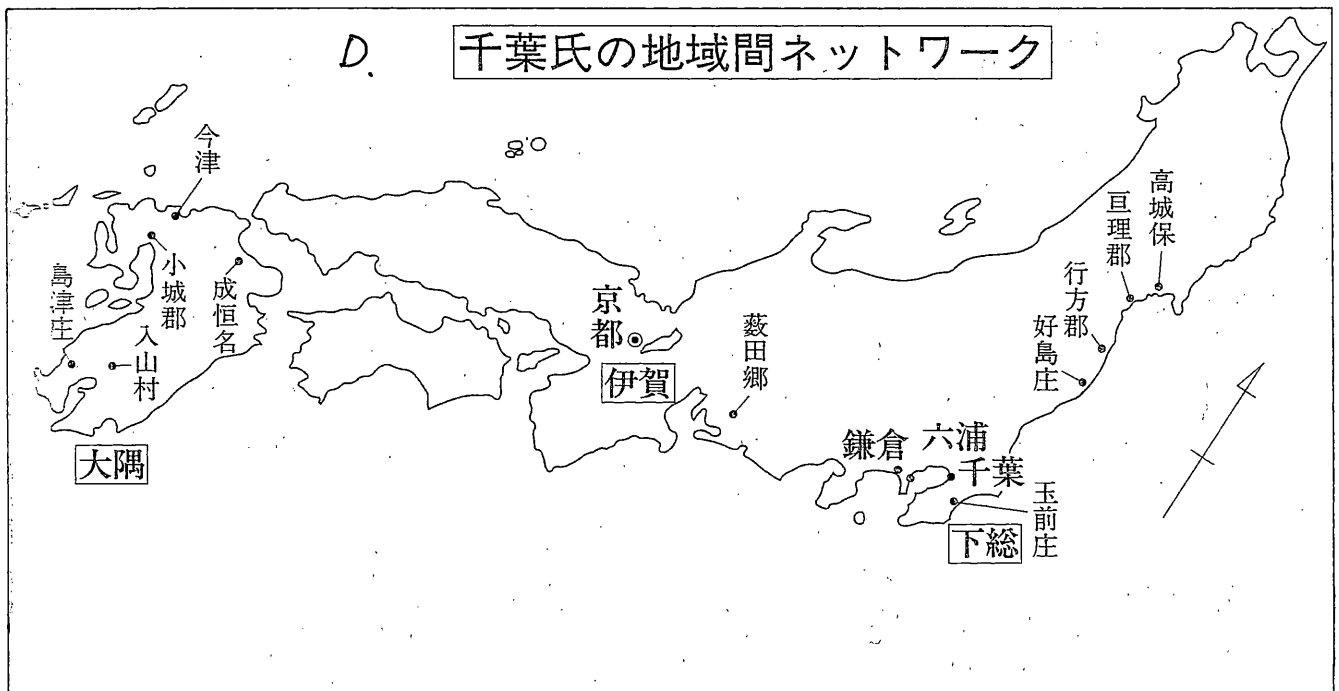 D.
千葉氏の地域間ネットワーク
今津
小城郡
成恒名
島津庄
入山村
大隅
京都
伊賀
薮田郷
鎌倉
六浦
千葉
玉前庄
下総
高城保
亘理郡
行方郡
好島庄